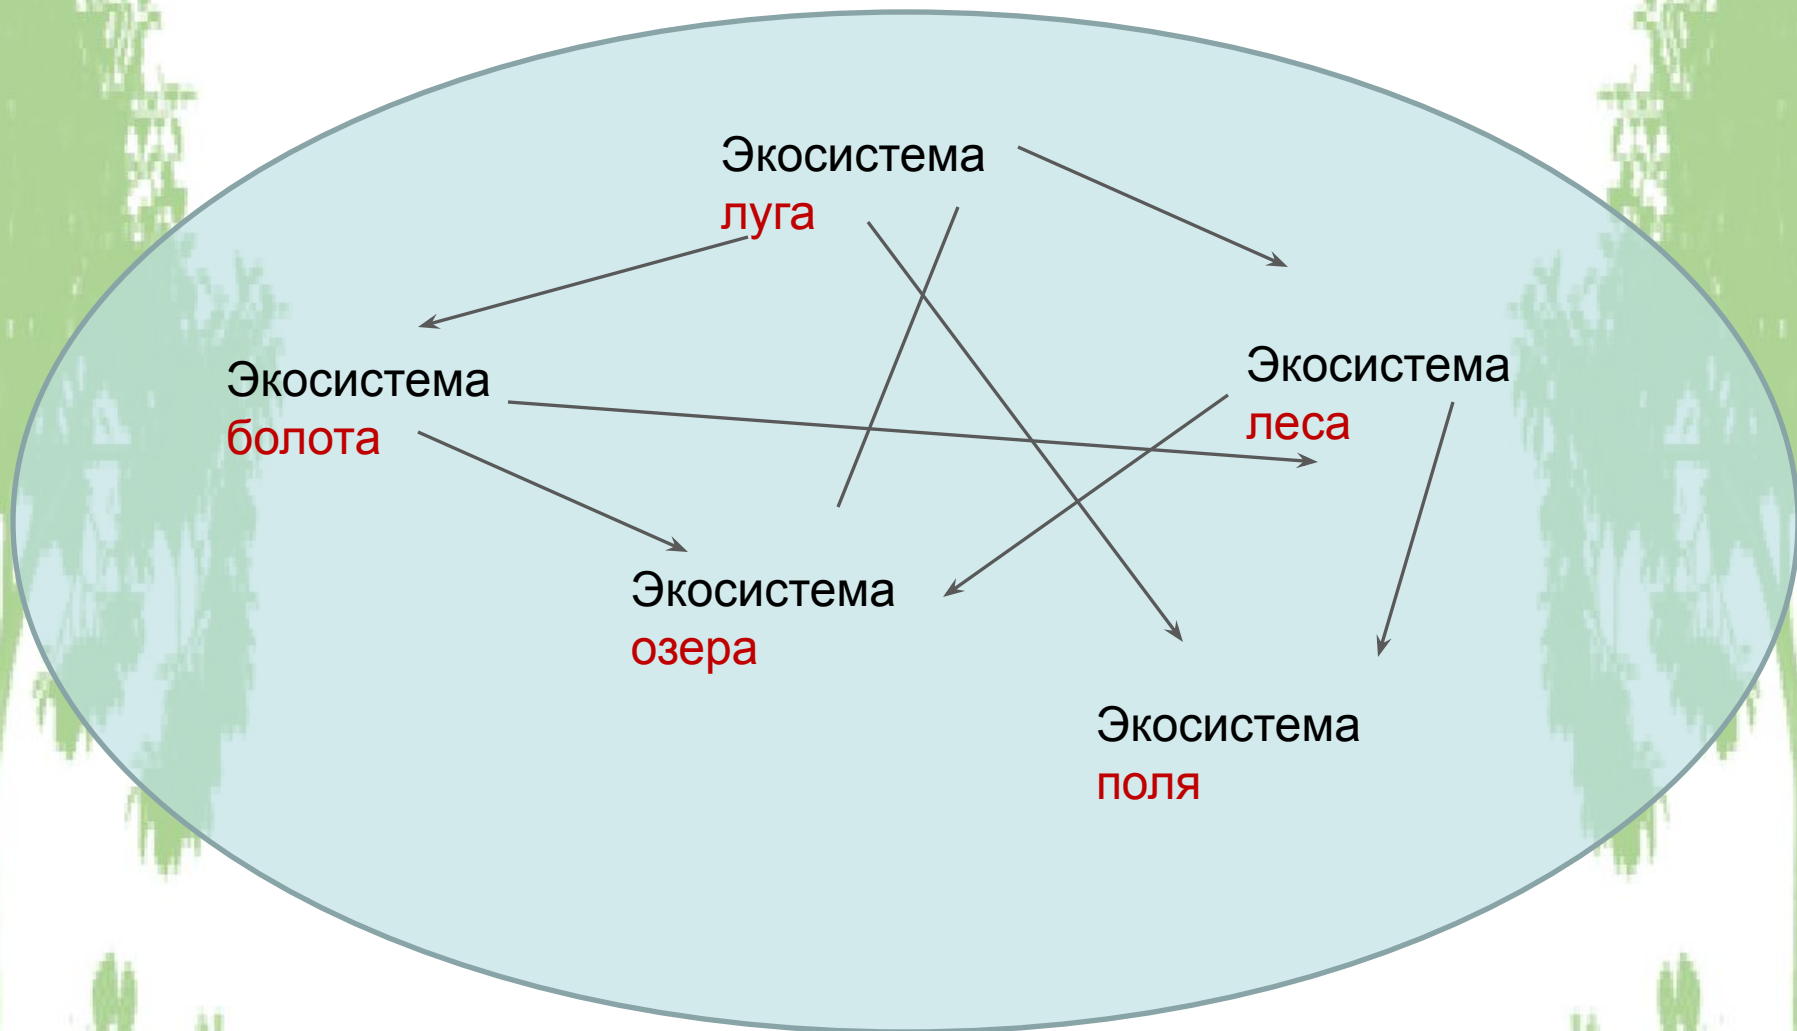 Экосистема
луга
Экосистема
болота
Экосистема
леса
Экосистема
озера
Экосистема
поля